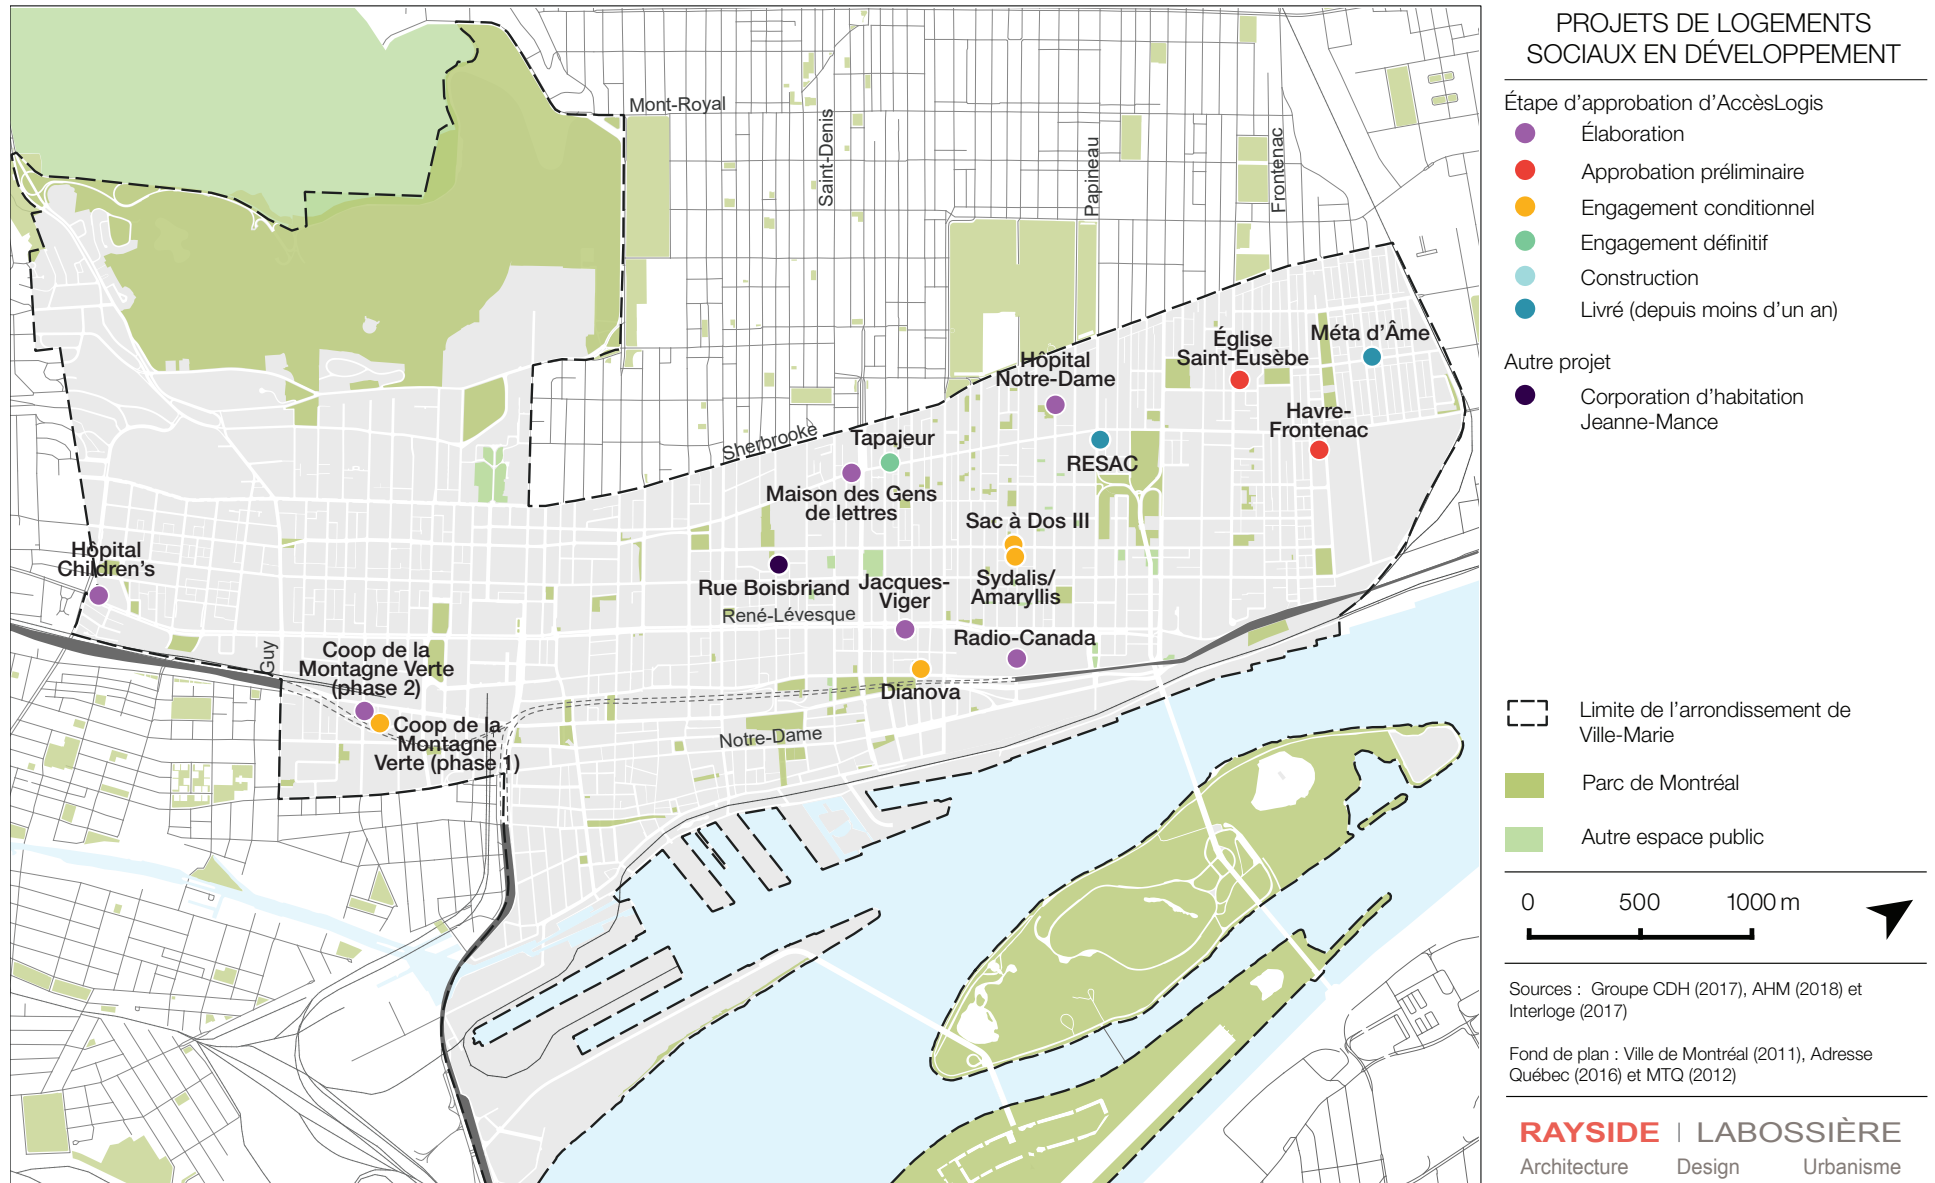 Mont-Royal
Saint-Denis
Papineau
Frontenac
Sherbrooke
Église
Saint-Eusèbe
Méta d'Âme
Hôpital
Notre-Dame
Havre-
Frontenac
Tapajeur
RESAC
Maison des Gens
de lettres
Sac à Dos III
Hôpital
Children's
Rue Boisbriand
Jacques-
Viger
Sydalis/
Amaryllis
René-Lévesque
Radio-Canada
Guy
Coop de la
Montagne Verte
(phase 2)
Dianova
Coop de la
Montagne
Verte (phase 1)
Notre-Dame
PROJETS DE LOGEMENTS
SOCIAUX EN DÉVELOPPEMENT
Étape d'approbation d'AccèsLogis
Élaboration
Approbation préliminaire
Engagement conditionnel
Engagement définitif
Construction
Livré (depuis moins d'un an)
Autre projet
Corporation d'habitation
Jeanne-Mance
Limite de l'arrondissement de
Ville-Marie
Parc de Montréal
Autre espace public
0 500 1000 m
Sources : Groupe CDH (2017), AHM (2018) et
Interloge (2017)
Fond de plan : Ville de Montréal (2011), Adresse
Québec (2016) et MTQ (2012)
RAYSIDE | LABOSSIÈRE
Architecture Design Urbanisme